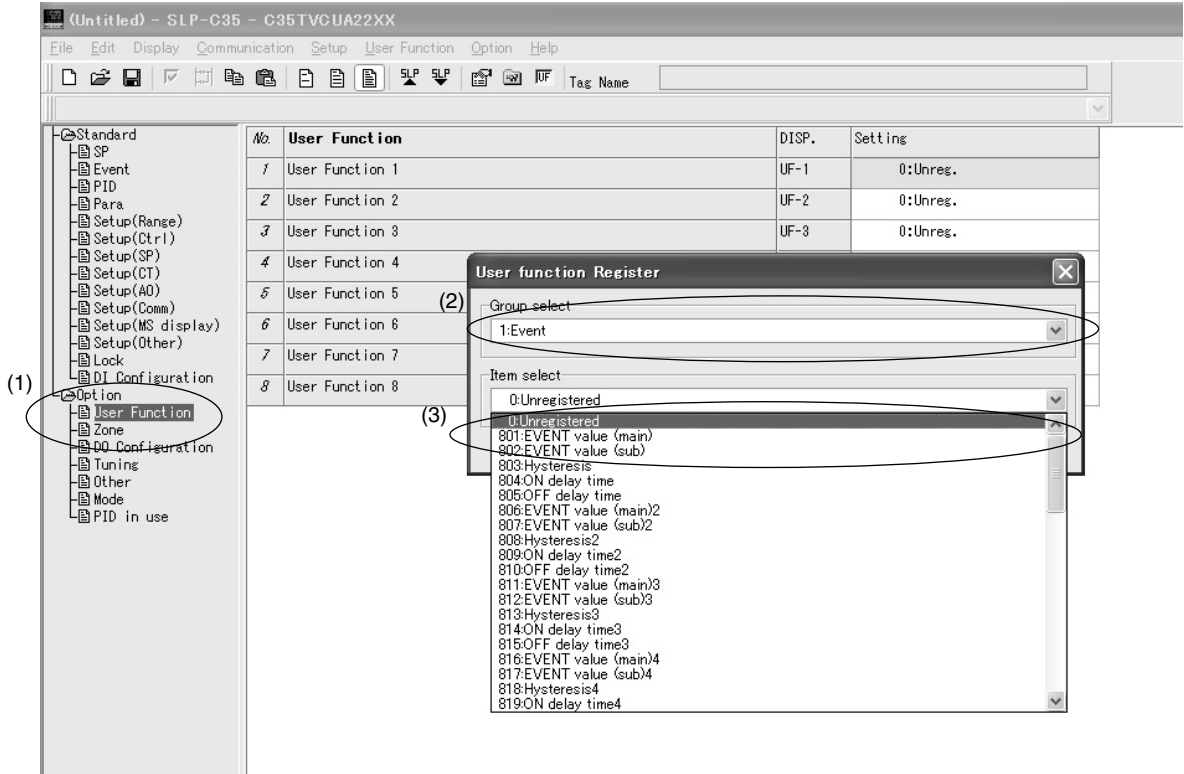 (Untitled) - SLP-C35 - C35TVCUA22XX
File Edit Display Communication Setup User Function Option Help
SLP SLP UF Tag Name
Standard
SP
Event
PID
Para
Setup(Range)
Setup(Ctrl)
Setup(SP)
Setup(CT)
Setup(AO)
Setup(Comm)
Setup(MS display)
Setup(Other)
Lock
DI Configuration
(1)
Option
User Function
Zone
DO Configuration
Tuning
Other
Mode
PID in use
No. User Function DISP. Setting
1 User Function 1 UF-1 0:Unreg.
2 User Function 2 UF-2 0:Unreg.
3 User Function 3 UF-3 0:Unreg.
4 User Function 4
5 User Function 5
6 User Function 6
7 User Function 7
8 User Function 8
User function Register
(2)
Group select
1:Event
Item select
0:Unregistered
(3)
0:Unregistered
801:EVENT value (main)
802:EVENT value (sub)
803:Hysteresis
804:ON delay time
805:OFF delay time
806:EVENT value (main)2
807:EVENT value (sub)2
808:Hysteresis2
809:ON delay time2
810:OFF delay time2
811:EVENT value (main)3
812:EVENT value (sub)3
813:Hysteresis3
814:ON delay time3
815:OFF delay time3
816:EVENT value (main)4
817:EVENT value (sub)4
818:Hysteresis4
819:ON delay time4